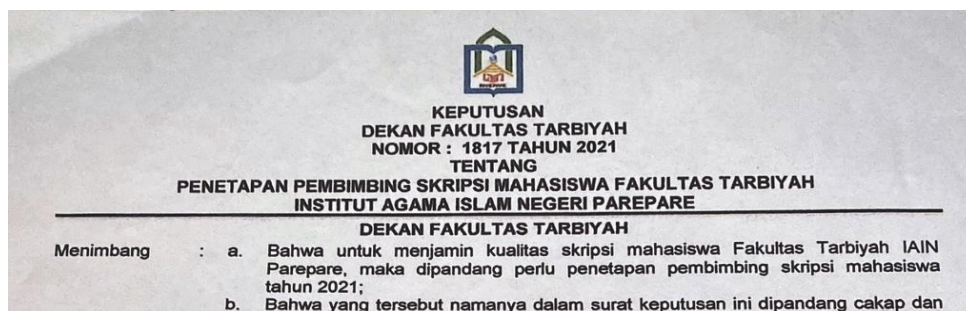 IAIN
PAREPARE
KEPUTUSAN
DEKAN FAKULTAS TARBIYAH
NOMOR : 1817 TAHUN 2021
TENTANG
PENETAPAN PEMBIMBING SKRIPSI MAHASISWA FAKULTAS TARBIYAH
INSTITUT AGAMA ISLAM NEGERI PAREPARE
DEKAN FAKULTAS TARBIYAH
Menimbang : a. Bahwa untuk menjamin kualitas skripsi mahasiswa Fakultas Tarbiyah IAIN
Parepare, maka dipandang perlu penetapan pembimbing skripsi mahasiswa
tahun 2021;
b. Bahwa yang tersebut namanya dalam surat keputusan ini dipandang cakap dan